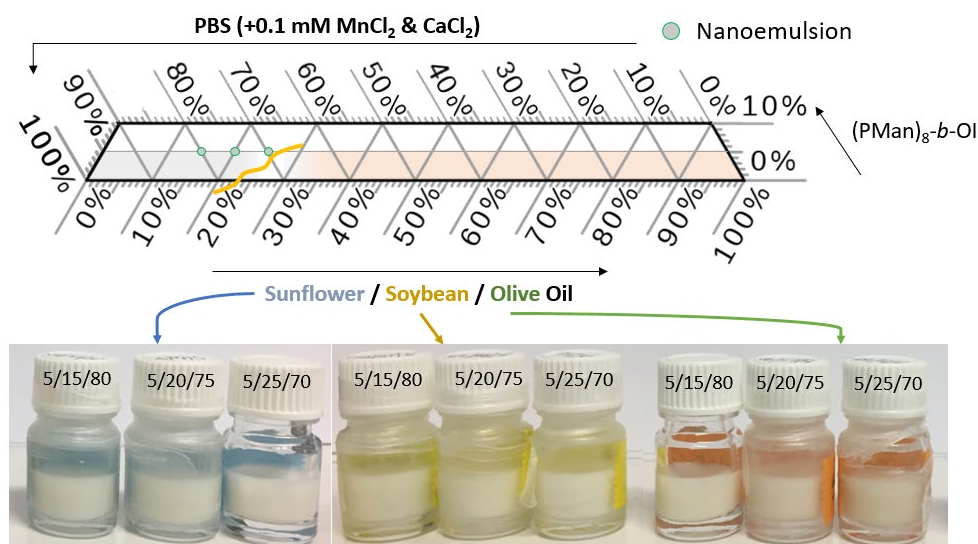 PBS (+0.1 mM MnCl₂ & CaCl₂)
Nanoemulsion
90% 80% 70% 60% 50% 40% 30% 20% 10% 0% 10%
(PMan)₈-b-Ol
100% 0%
0% 10% 20% 30% 40% 50% 60% 70% 80% 90% 100%
Sunflower / Soybean / Olive Oil
5/15/80 5/20/75 5/25/70 5/15/80 5/20/75 5/25/70 5/15/80 5/20/75 5/25/70